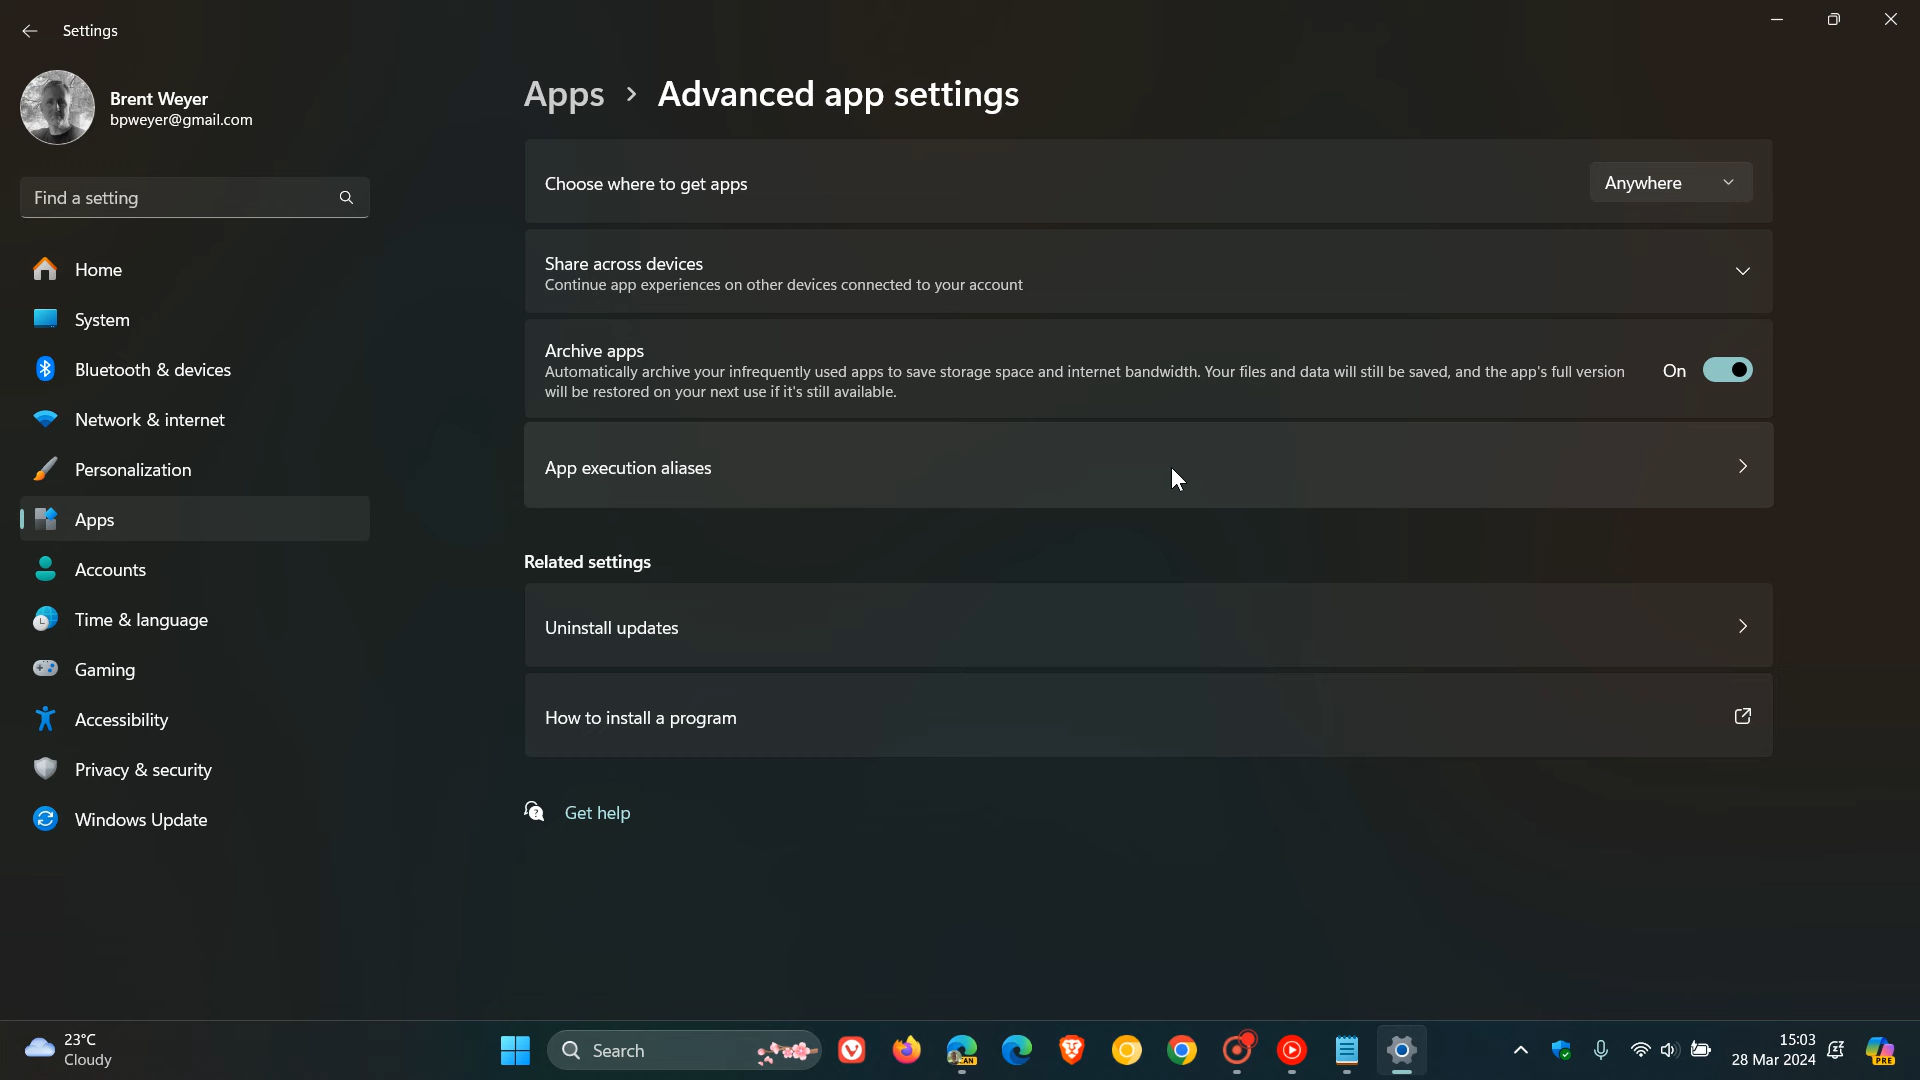 Settings
Brent Weyer
bpweyer@gmail.com
Find a setting
Home
System
Bluetooth & devices
Network & internet
Personalization
Apps
Accounts
Time & language
Gaming
Accessibility
Privacy & security
Windows Update
Apps > Advanced app settings
Choose where to get apps
Anywhere
Share across devices
Continue app experiences on other devices connected to your account
Archive apps
Automatically archive your infrequently used apps to save storage space and internet bandwidth. Your files and data will still be saved, and the app's full version
will be restored on your next use if it's still available.
On
App execution aliases
Related settings
Uninstall updates
How to install a program
Get help
23°C
Cloudy
Search
CAN
15:03
28 Mar 2024
PRE